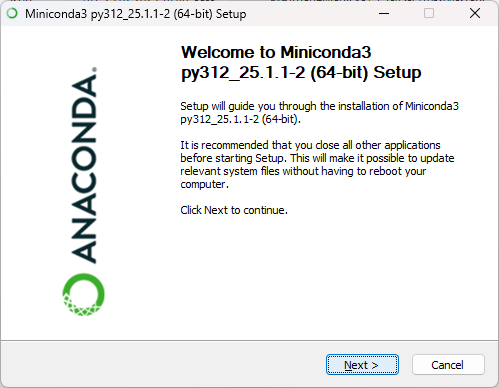 Miniconda3 py312_25.1.1-2 (64-bit) Setup
ANACONDA.
Welcome to Miniconda3
py312_25.1.1-2 (64-bit) Setup
Setup will guide you through the installation of Miniconda3
py312_25.1.1-2 (64-bit).
It is recommended that you close all other applications
before starting Setup. This will make it possible to update
relevant system files without having to reboot your
computer.
Click Next to continue.
Next >
Cancel